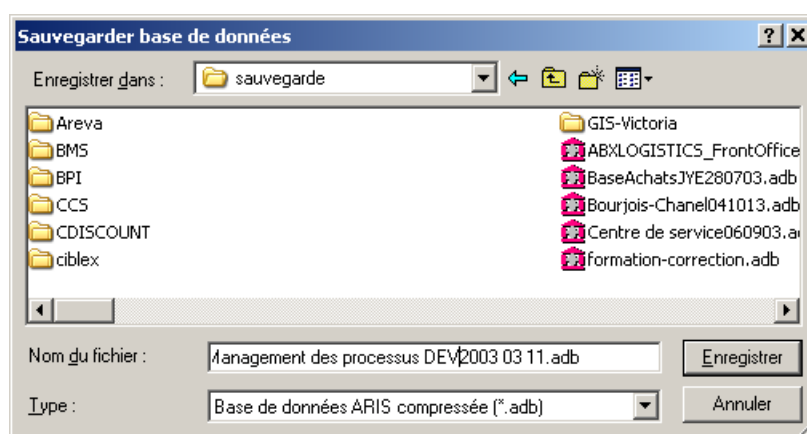 Sauvegarder base de données
Enregistrer dans :
sauvegarde
Areva
BMS
BPI
CCS
CDISCOUNT
ciblex
GIS-Victoria
ABXLOGISTICS_FrontOffice
BaseAchatsJYE280703.adb
Bourjois-Chanel041013.adb
Centre de service060903.a
formation-correction.adb
Nom du fichier :
Management des processus DEV2003 03 11.adb
Enregistrer
Type :
Base de données ARIS compressée (*.adb)
Annuler